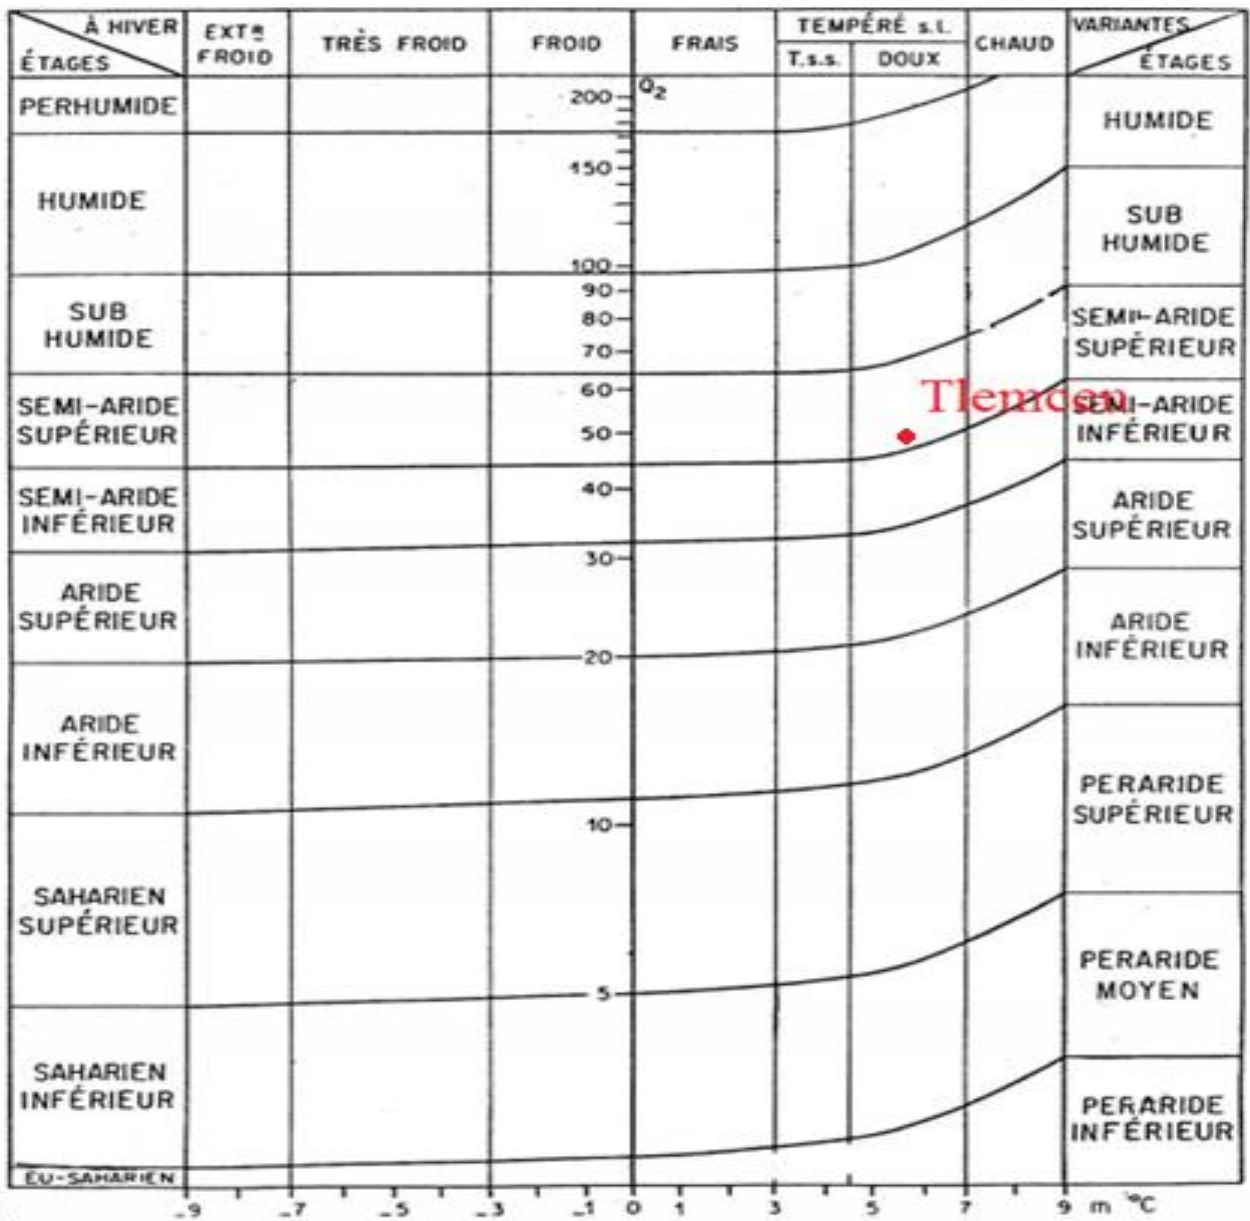 À HIVER
ÉTAGES
EXTR
FROID
TRÈS FROID
FROID
FRAIS
TEMPÉRÉ s.l.
T.s.s.
DOUX
CHAUD
VARIANTES
ÉTAGES
PERHUMIDE
HUMIDE
SUB
HUMIDE
SEMI-ARIDE
SUPÉRIEUR
SEMI-ARIDE
INFÉRIEUR
ARIDE
SUPÉRIEUR
ARIDE
INFÉRIEUR
SAHARIEN
SUPÉRIEUR
SAHARIEN
INFÉRIEUR
EU-SAHARIEN
Q2
200
150
100
90
80
70
60
50
40
30
20
10
5
Tlemcen
HUMIDE
SUB
HUMIDE
SEMI-ARIDE
SUPÉRIEUR
SEMI-ARIDE
INFÉRIEUR
ARIDE
SUPÉRIEUR
ARIDE
INFÉRIEUR
PERARIDE
SUPÉRIEUR
PERARIDE
MOYEN
PERARIDE
INFÉRIEUR
-9 -7 -5 -3 -1 0 1 3 5 7 9 m °C